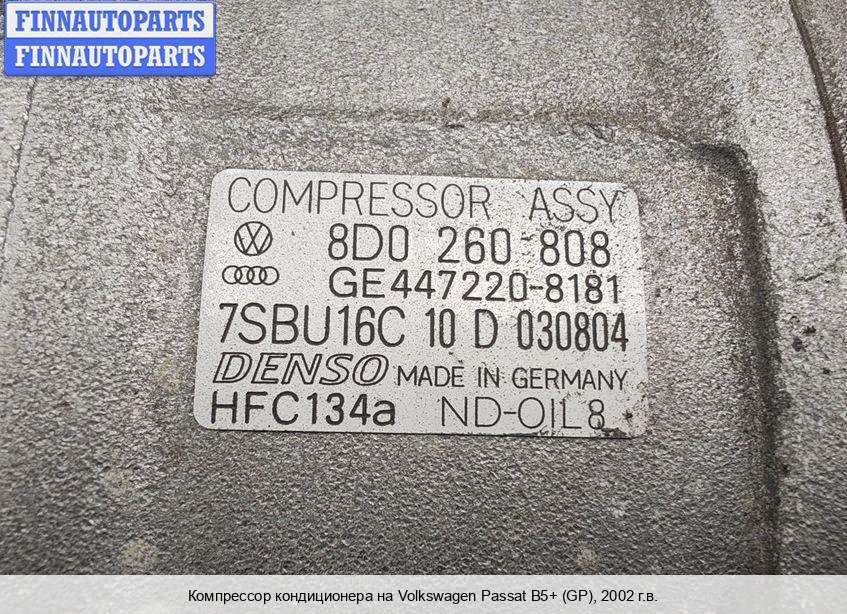 FINNAUTOPARTS
FINNAUTOPARTS
COMPRESSOR ASSY
8D0 260 808
GE447220-8181
7SBU16C 10 D 030804
DENSO MADE IN GERMANY
HFC134a ND-OIL8
Компрессор кондиционера на Volkswagen Passat B5+ (GP), 2002 г.в.